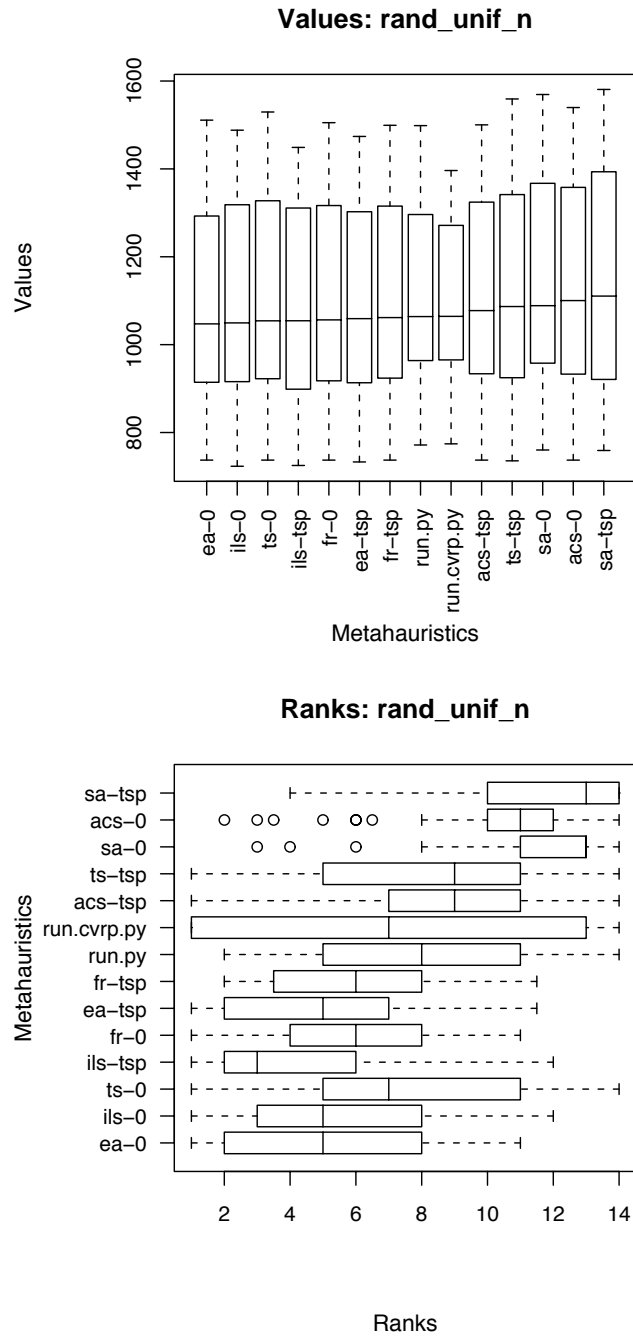 Values: rand_unif_n
Values
1600
1400
1200
1000
800
ea−0
ils−0
ts−0
ils−tsp
fr−0
ea−tsp
fr−tsp
run.py
run.cvrp.py
acs−tsp
ts−tsp
sa−0
acs−0
sa−tsp
Metahauristics
Ranks: rand_unif_n
Metahauristics
sa−tsp
acs−0
sa−0
ts−tsp
acs−tsp
run.cvrp.py
run.py
fr−tsp
ea−tsp
fr−0
ils−tsp
ts−0
ils−0
ea−0
2 4 6 8 10 12 14
Ranks